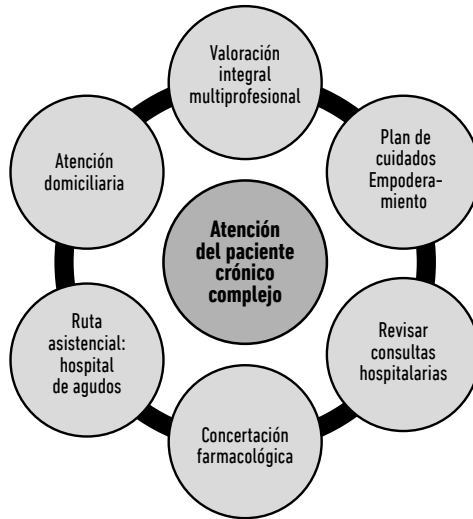 Valoración
integral
multiprofesional
Plan de
cuidados
Empodera-
miento
Revisar
consultas
hospitalarias
Concertación
farmacológica
Ruta
asistencial:
hospital
de agudos
Atención
domiciliaria
Atención
del paciente
crónico
complejo